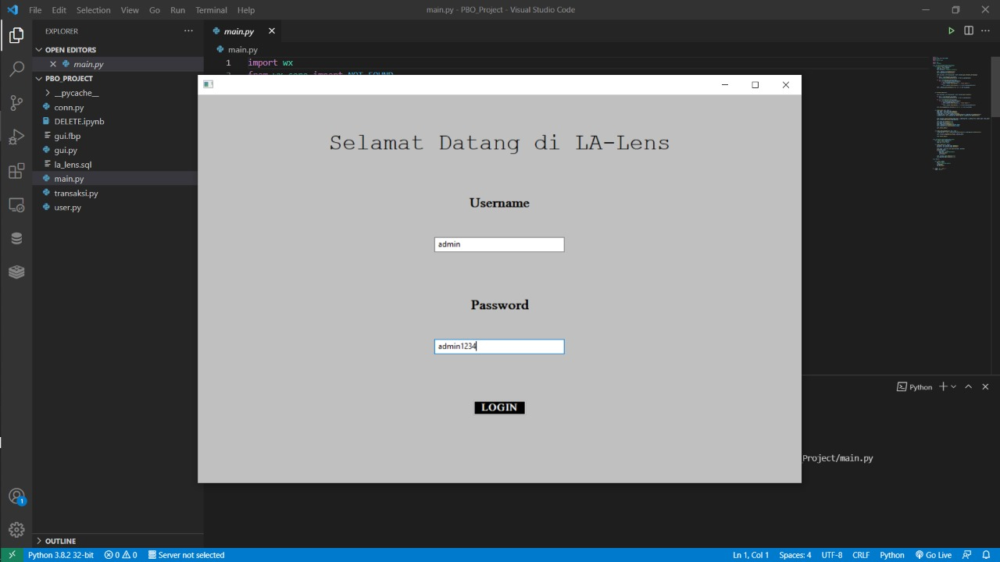 File Edit Selection View Go Run Terminal Help
main.py - PBO_Project - Visual Studio Code
EXPLORER
OPEN EDITORS
main.py
PBO_PROJECT
__pycache__
conn.py
DELETE.ipynb
gui.fbp
gui.py
la_lens.sql
main.py
transaksi.py
user.py
OUTLINE
main.py
main.py
1 import wx
Selamat Datang di LA-Lens
Username
admin
Password
admin1234
LOGIN
Python
_Project/main.py
1
Python 3.8.2 32-bit 0 0 Server not selected
Ln 1, Col 1 Spaces: 4 UTF-8 CRLF Python Go Live